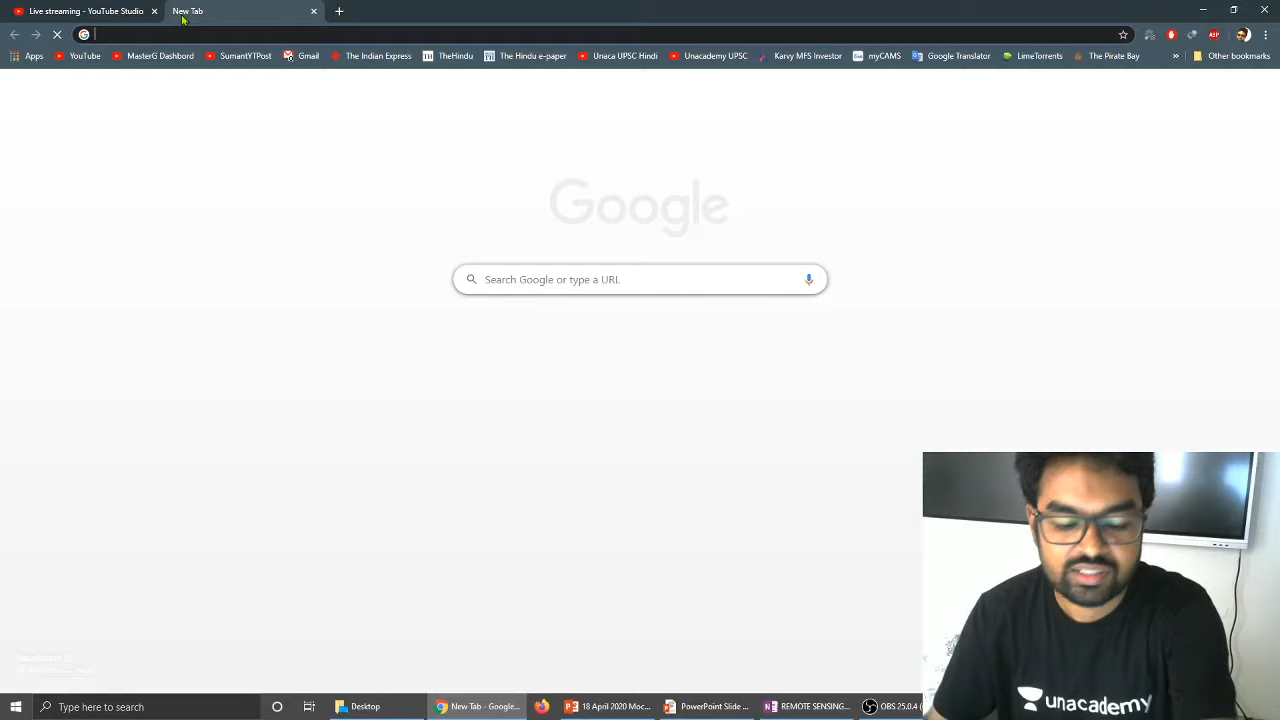 Live streaming - YouTube Studio
New Tab
Apps YouTube MasterG-Dashbord SumantYTPost Gmail The Indian Express TheHindu The Hindu e-paper Unaca UPSC Hindi Unacademy UPSC Karvy MFS Investor myCAMS Google Translator LimeTorrents The Pirate Bay » Other bookmarks
Google
Search Google or type a URL
unacademy
Type here to search Desktop New Tab - Google... 18 April 2020 Moc... PowerPoint Slide ... REMOTE SENSING... OBS 25.0.4 (